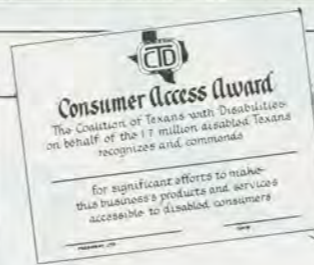 CTD
Consumer Access Award
The Coalition of Texans with Disabilities
on behalf of the 1.7 million disabled Texans
recognizes and commends
for significant efforts to make
this business's products and services
accessible to disabled consumers